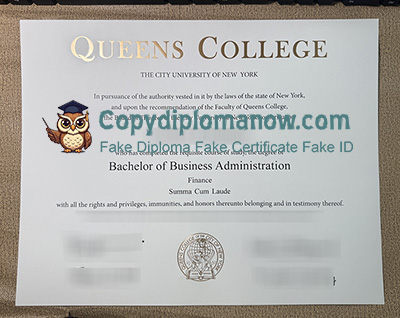 QUEENS COLLEGE
THE CITY UNIVERSITY OF NEW YORK
In pursuance of the authority vested in it by the laws of the state of New York,
and upon the recommendation of the Faculty of Queens College,
Copydiplomanow.com
Fake Diploma Fake Certificate Fake ID
who has completed the requisite course of study, the degree of
Bachelor of Business Administration
Finance
Summa Cum Laude
with all the rights and privileges, immunities, and honors thereunto belonging and in testimony thereof.